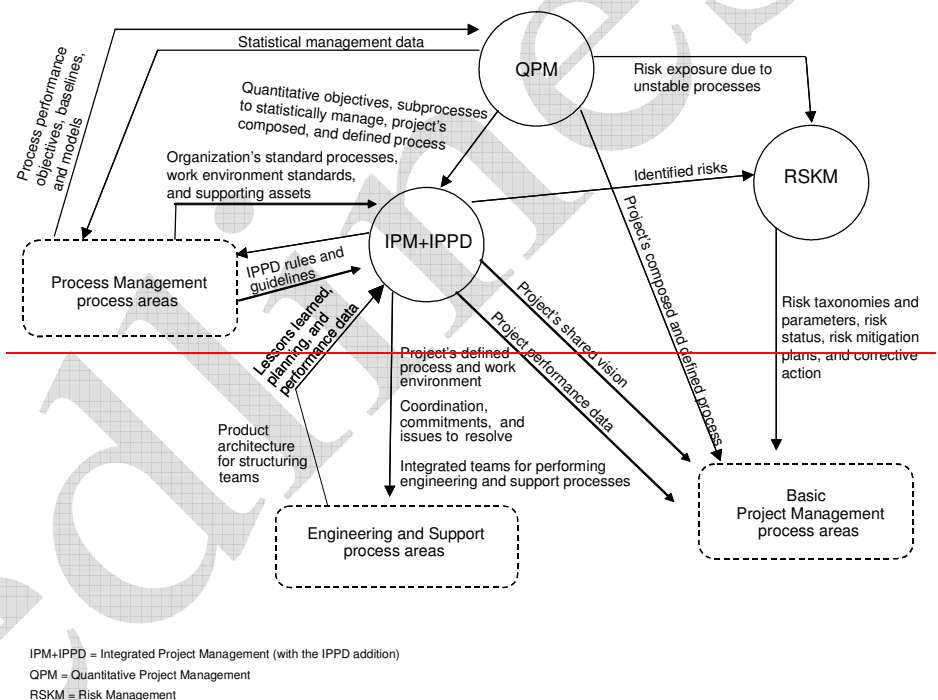 Process performance
objectives, baselines,
and models
Statistical management data
QPM
Risk exposure due to
unstable processes
Quantitative objectives, subprocesses
to statistically manage, project's
composed, and defined process
Organization's standard processes,
work environment standards,
and supporting assets
Identified risks
RSKM
IPM+IPPD
Process Management
process areas
IPPD rules and
guidelines
Lessons learned,
planning, and
performance data
Project's shared vision
Project performance data
Project's composed and defined process
Risk taxonomies and
parameters, risk
status, risk mitigation
plans, and corrective
action
Project's defined
process and work
environment
Coordination,
commitments, and
issues to resolve
Integrated teams for performing
engineering and support processes
Product
architecture
for structuring
teams
Engineering and Support
process areas
Basic
Project Management
process areas
IPM+IPPD = Integrated Project Management (with the IPPD addition)
QPM = Quantitative Project Management
RSKM = Risk Management